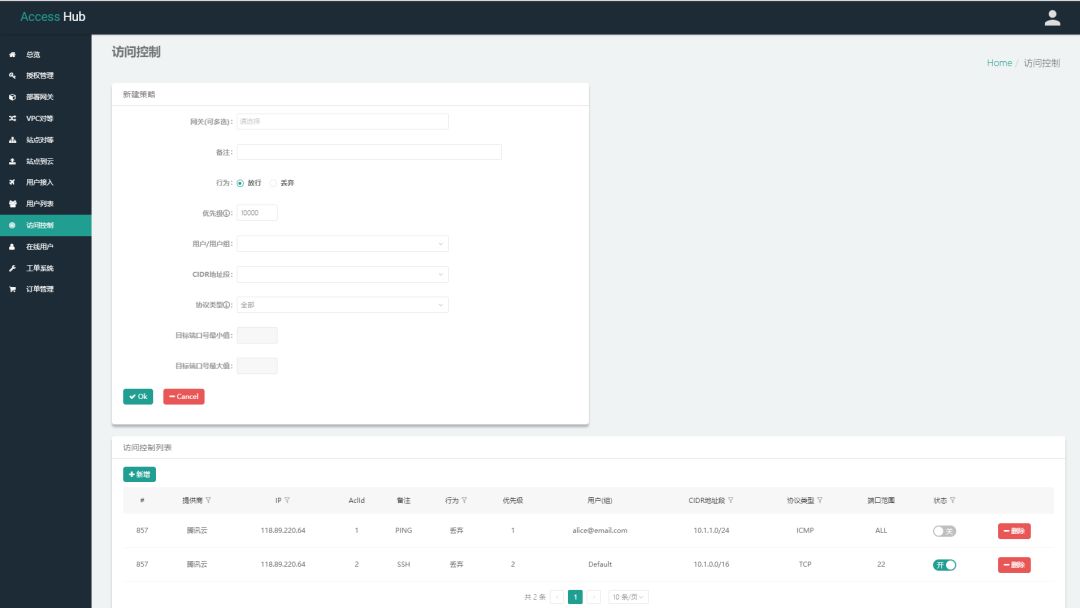 Access Hub
总览
授权管理
部署网关
VPC对等
站点对等
站点到云
用户接入
用户列表
访问控制
在线用户
工单系统
订单管理
访问控制
Home / 访问控制
新建策略
网关(可多选): 请选择
备注:
行为: 放行 丢弃
优先级: 10000
用户/用户组:
CIDR地址段:
协议类型: 全部
目标端口号最小值:
目标端口号最大值:
Ok Cancel
访问控制列表
新增
# 提供商 IP AclId 备注 行为 优先级 用户(组) CIDR地址段 协议类型 端口范围 状态
857 腾讯云 118.89.220.64 1 PING 丢弃 1 alice@email.com 10.1.1.0/24 ICMP ALL 关 删除
857 腾讯云 118.89.220.64 2 SSH 丢弃 2 Default 10.1.0.0/16 TCP 22 开 删除
共 2 条 < 1 > 10 条/页